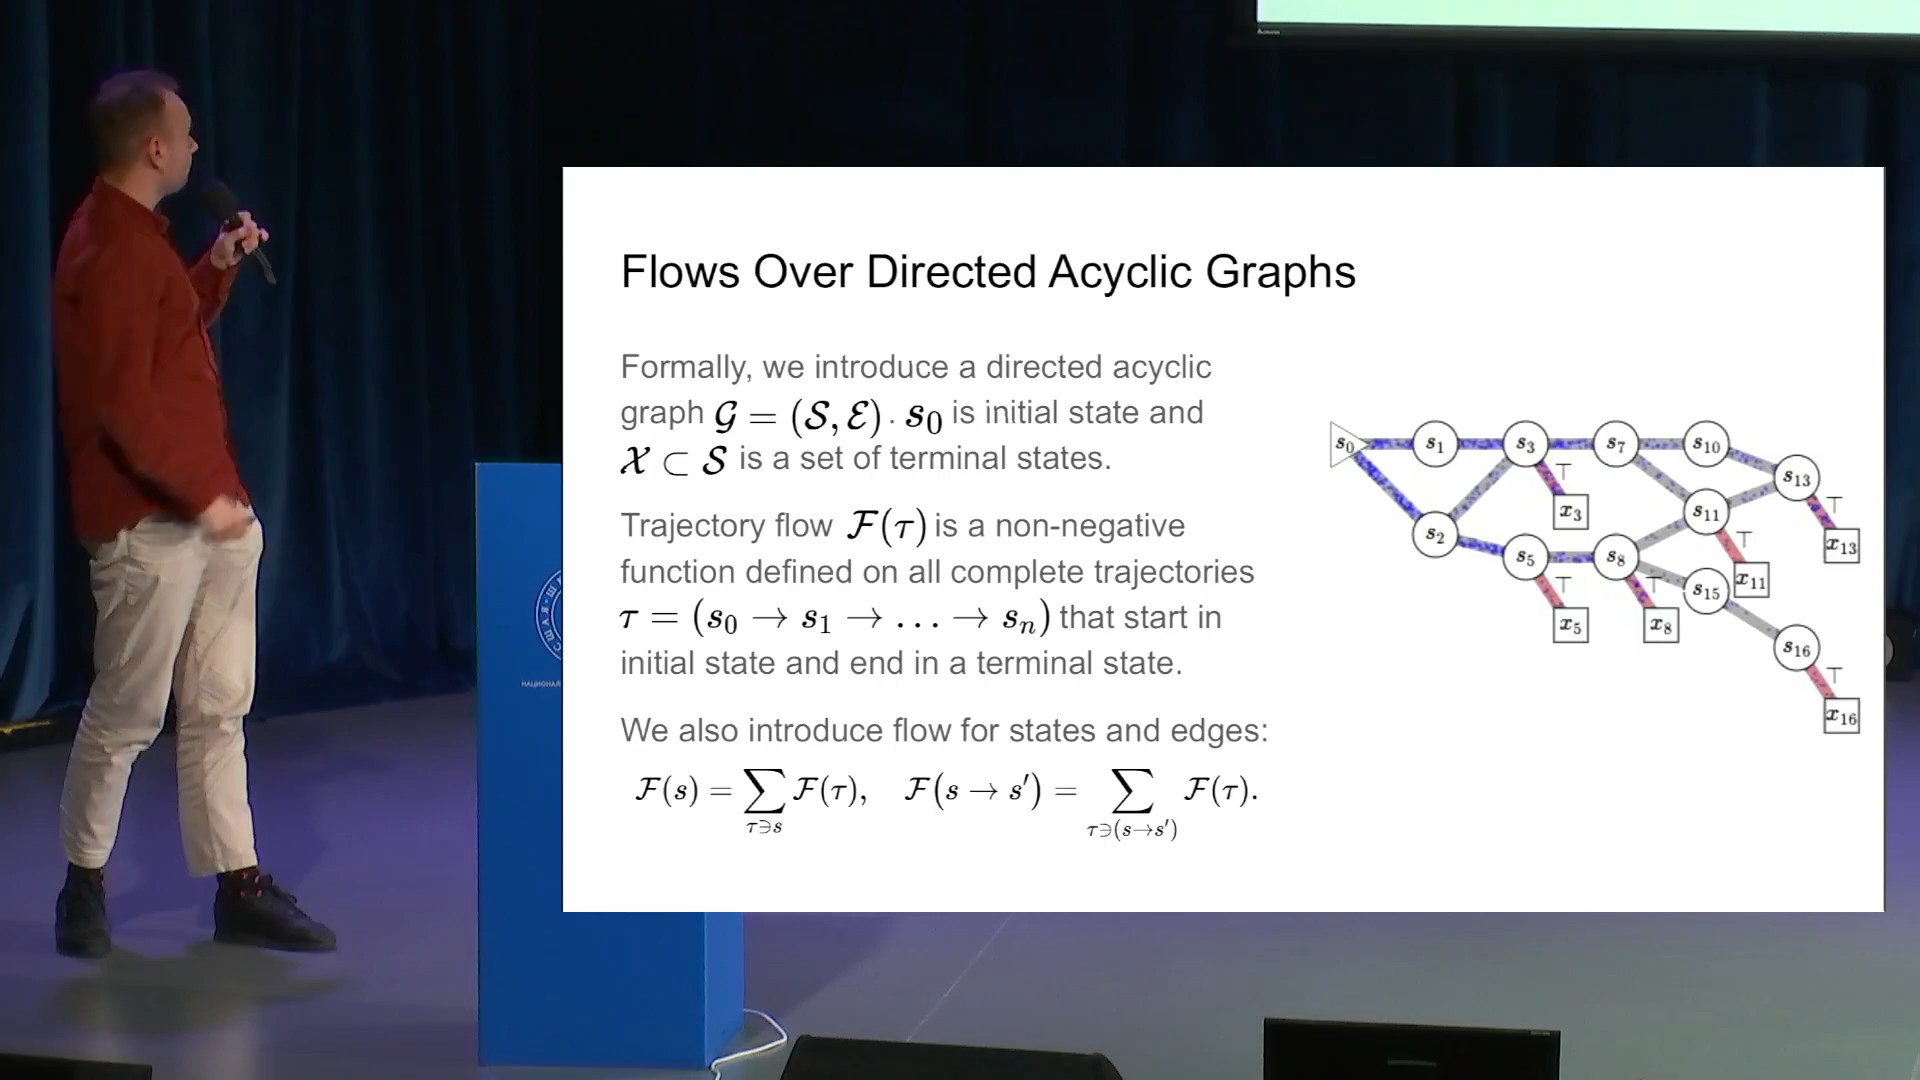 Flows Over Directed Acyclic Graphs
Formally, we introduce a directed acyclic
graph 𝒢 = (𝒮, ℰ). s₀ is initial state and
𝒳 ⊂ 𝒮 is a set of terminal states.
Trajectory flow ℱ(τ) is a non-negative
function defined on all complete trajectories
τ = (s₀ → s₁ → … → sₙ) that start in
initial state and end in a terminal state.
We also introduce flow for states and edges:
ℱ(s) = ∑_{τ∋s} ℱ(τ), ℱ(s → s′) = ∑_{τ∋(s→s′)} ℱ(τ).
s₀ s₁ s₃ s₇ s₁₀
s₁₃
⊤
x₃ s₁₁ ⊤
s₂ ⊤ x₁₃
s₅ s₈
⊤ ⊤ s₁₅ x₁₁
x₅ x₈
s₁₆
⊤
x₁₆